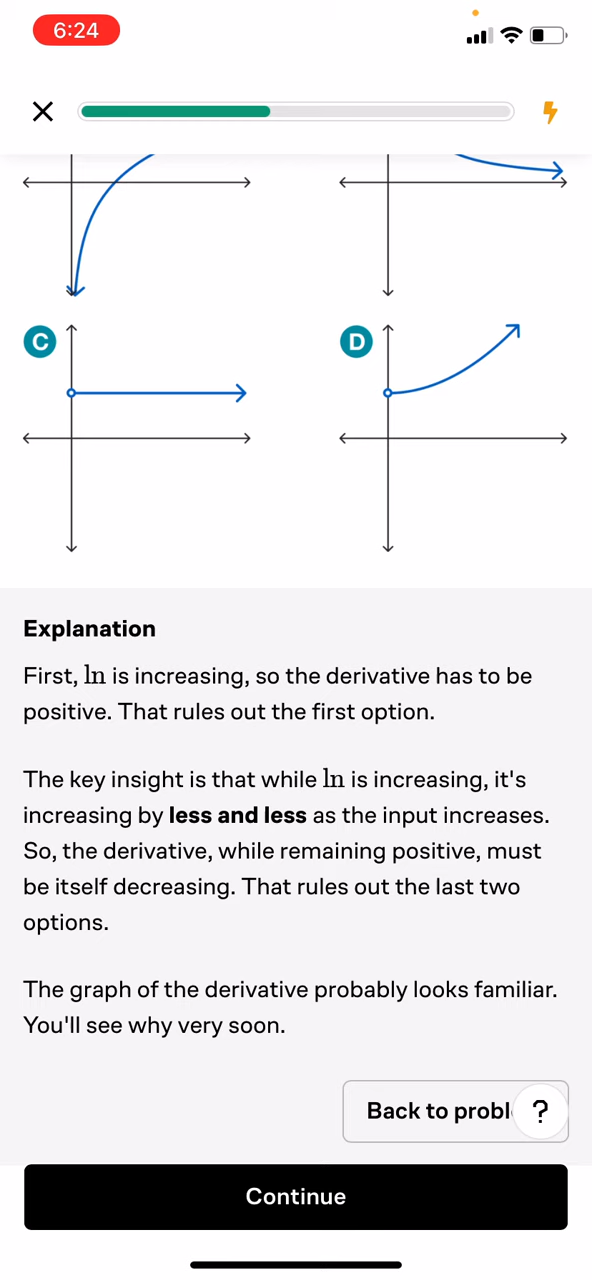 6:24
C
D
Explanation
First, ln is increasing, so the derivative has to be
positive. That rules out the first option.
The key insight is that while ln is increasing, it's
increasing by less and less as the input increases.
So, the derivative, while remaining positive, must
be itself decreasing. That rules out the last two
options.
The graph of the derivative probably looks familiar.
You'll see why very soon.
Back to probl
?
Continue